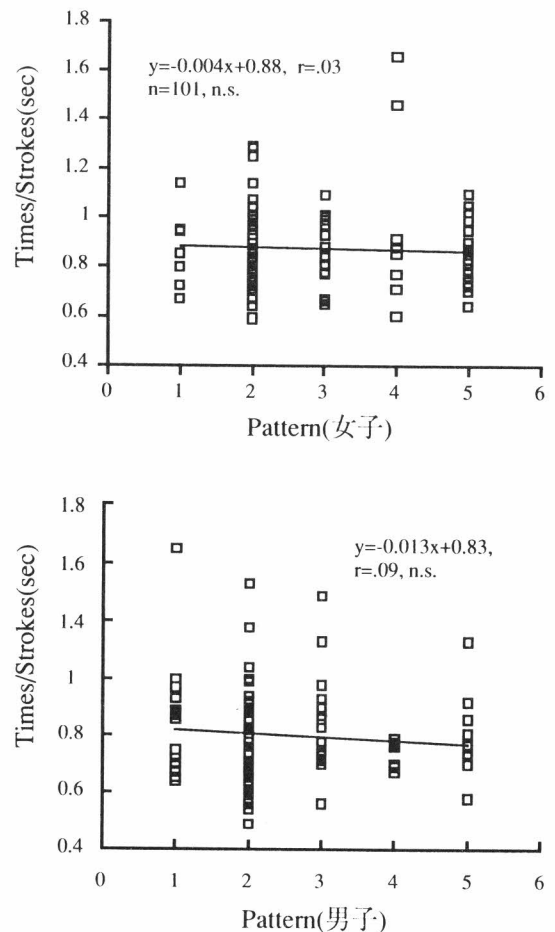 1.8
1.6
1.4
1.2
1
0.8
0.6
0.4
Times/Strokes(sec)
y=-0.004x+0.88, r=.03
n=101, n.s.
0 1 2 3 4 5 6
Pattern(女子)
1.8
1.6
1.4
1
0.8
0.6
0.4
Times/Strokes(sec)
y=-0.013x+0.83,
r=.09, n.s.
0 1 2 3 4 5 6
Pattern(男子)